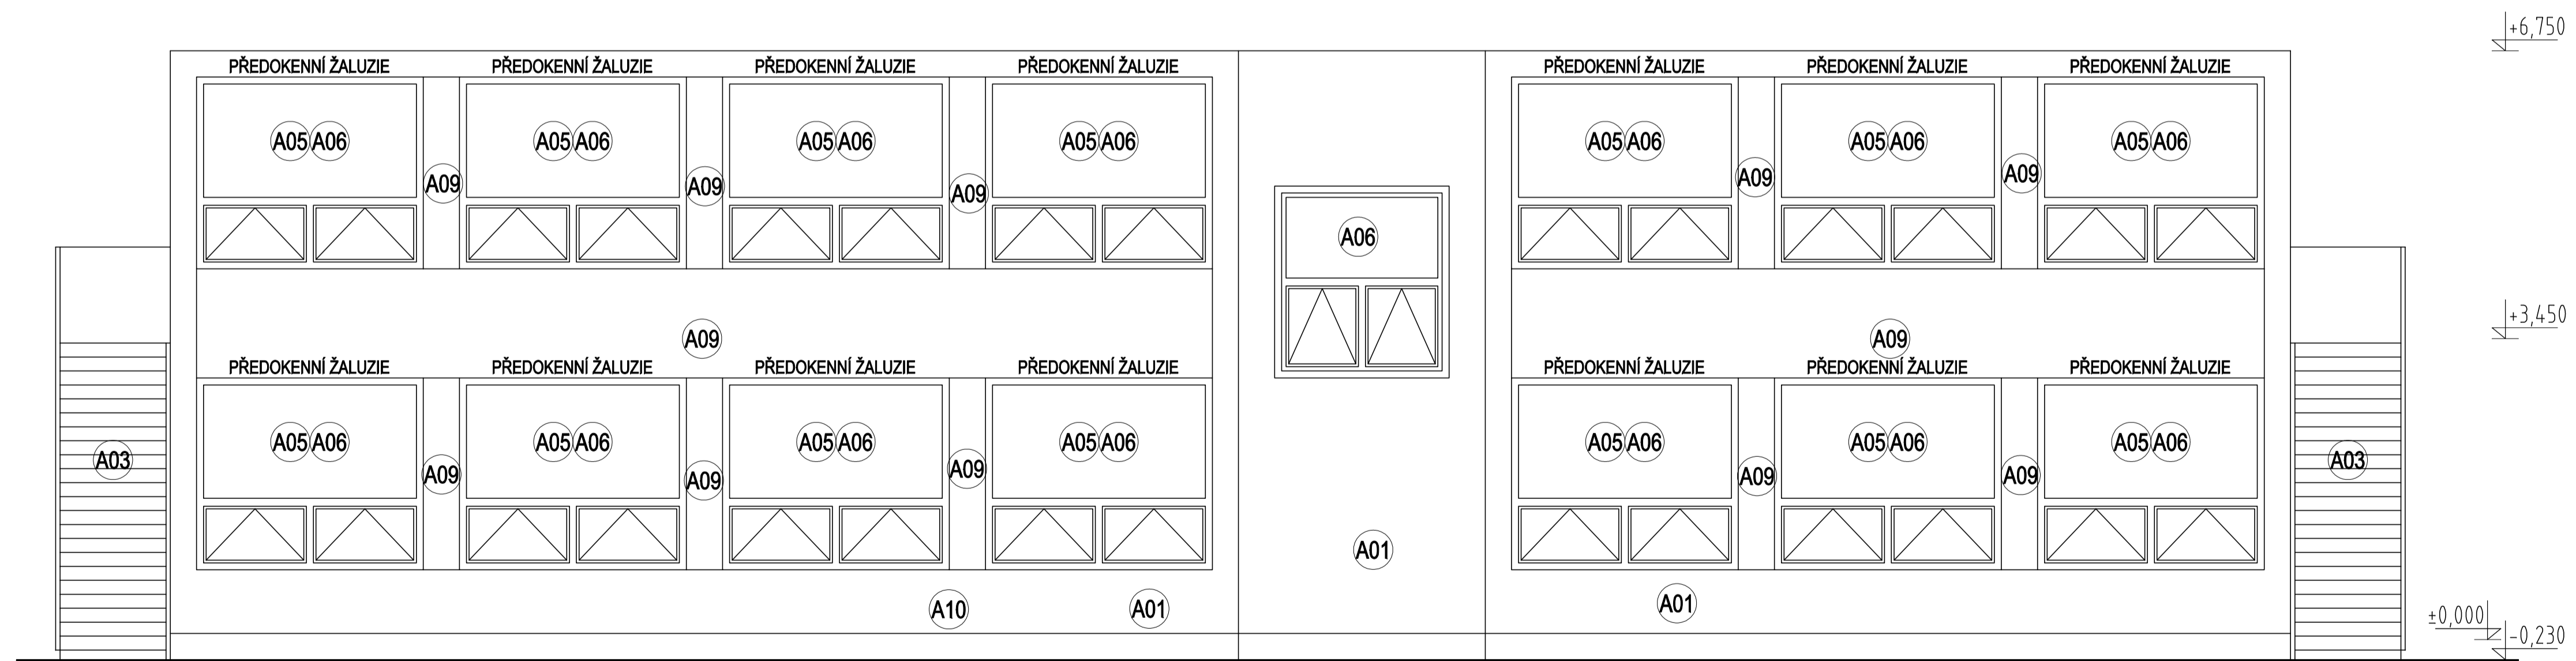 +6,750
PŘEDOKENNÍ ŽALUZIE PŘEDOKENNÍ ŽALUZIE PŘEDOKENNÍ ŽALUZIE PŘEDOKENNÍ ŽALUZIE PŘEDOKENNÍ ŽALUZIE PŘEDOKENNÍ ŽALUZIE PŘEDOKENNÍ ŽALUZIE
A05 A06 A05 A06 A05 A06 A05 A06 A05 A06 A05 A06 A05 A06
A09 A09 A09 A09 A09
A06
+3,450
A09 A09
PŘEDOKENNÍ ŽALUZIE PŘEDOKENNÍ ŽALUZIE PŘEDOKENNÍ ŽALUZIE PŘEDOKENNÍ ŽALUZIE PŘEDOKENNÍ ŽALUZIE PŘEDOKENNÍ ŽALUZIE PŘEDOKENNÍ ŽALUZIE
A05 A06 A05 A06 A05 A06 A05 A06 A05 A06 A05 A06 A05 A06
A03 A09 A09 A09 A09 A09 A03
A01
A10 A01 A01
±0,000
-0,230